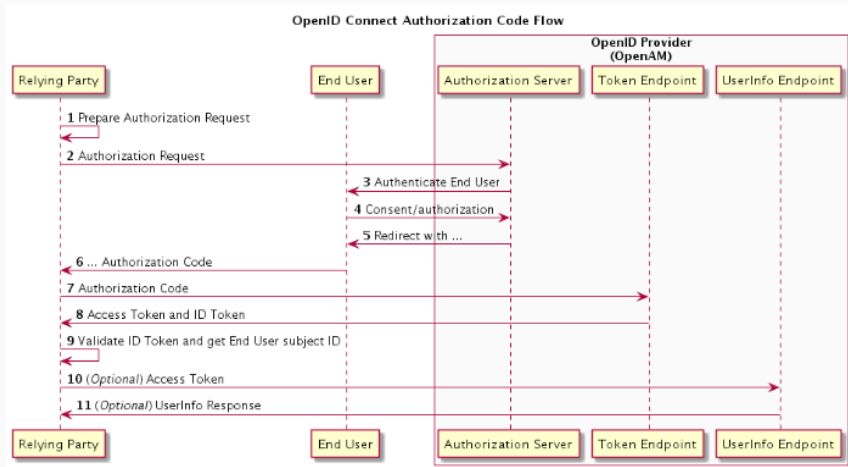 OpenID Connect Authorization Code Flow
OpenID Provider
(OpenAM)
Relying Party
End User
Authorization Server
Token Endpoint
UserInfo Endpoint
1 Prepare Authorization Request
2 Authorization Request
3 Authenticate End User
4 Consent/authorization
5 Redirect with ...
6 ... Authorization Code
7 Authorization Code
8 Access Token and ID Token
9 Validate ID Token and get End User subject ID
10 (Optional) Access Token
11 (Optional) UserInfo Response
Relying Party
End User
Authorization Server
Token Endpoint
UserInfo Endpoint